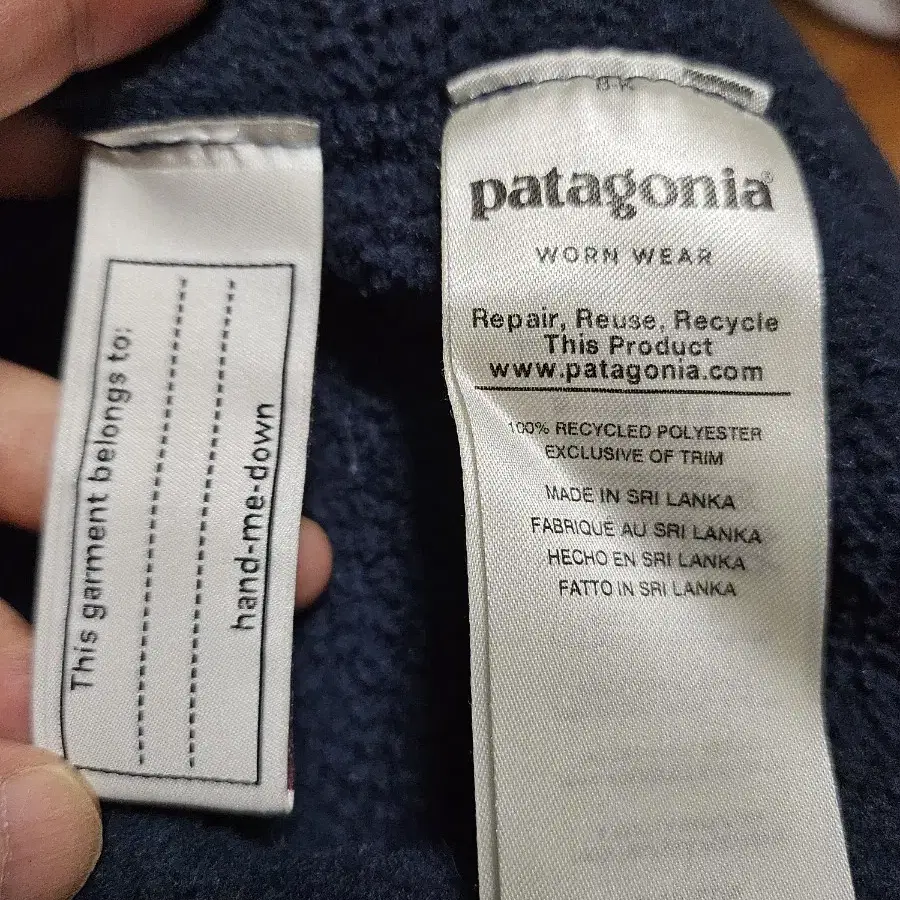 This garment belongs to:
hand-me-down
patagonia®
WORN WEAR
Repair, Reuse, Recycle
This Product
www.patagonia.com
100% RECYCLED POLYESTER
EXCLUSIVE OF TRIM
MADE IN SRI LANKA
FABRIQUE AU SRI LANKA
HECHO EN SRI LANKA
FATTO IN SRI LANKA